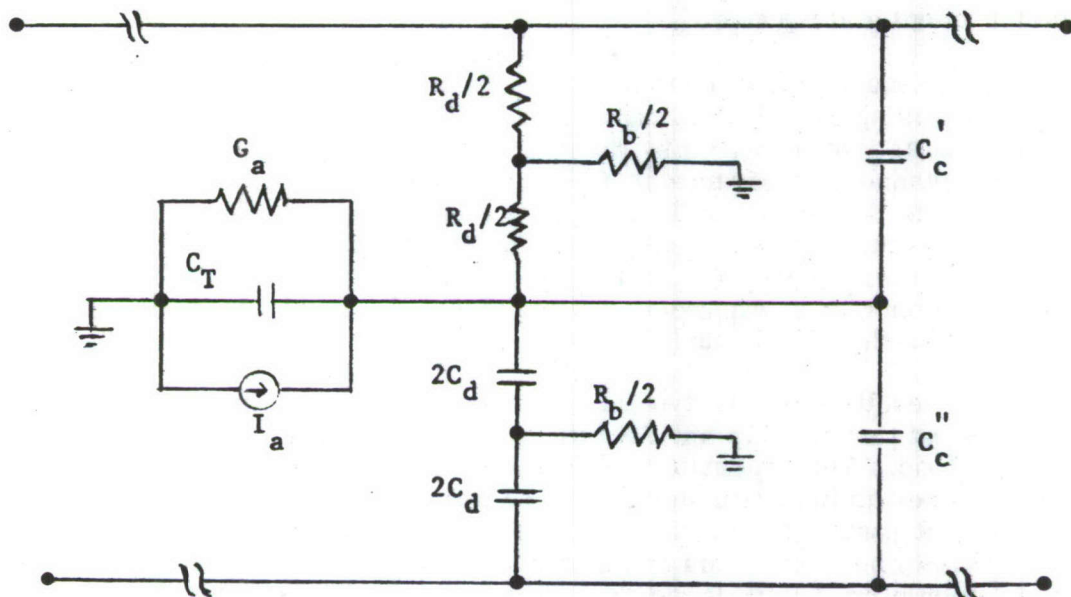 R_d/2
R_b/2
C_c'
G_a
R_d/2
C_T
2C_d
R_b/2
C_c''
I_a
2C_d